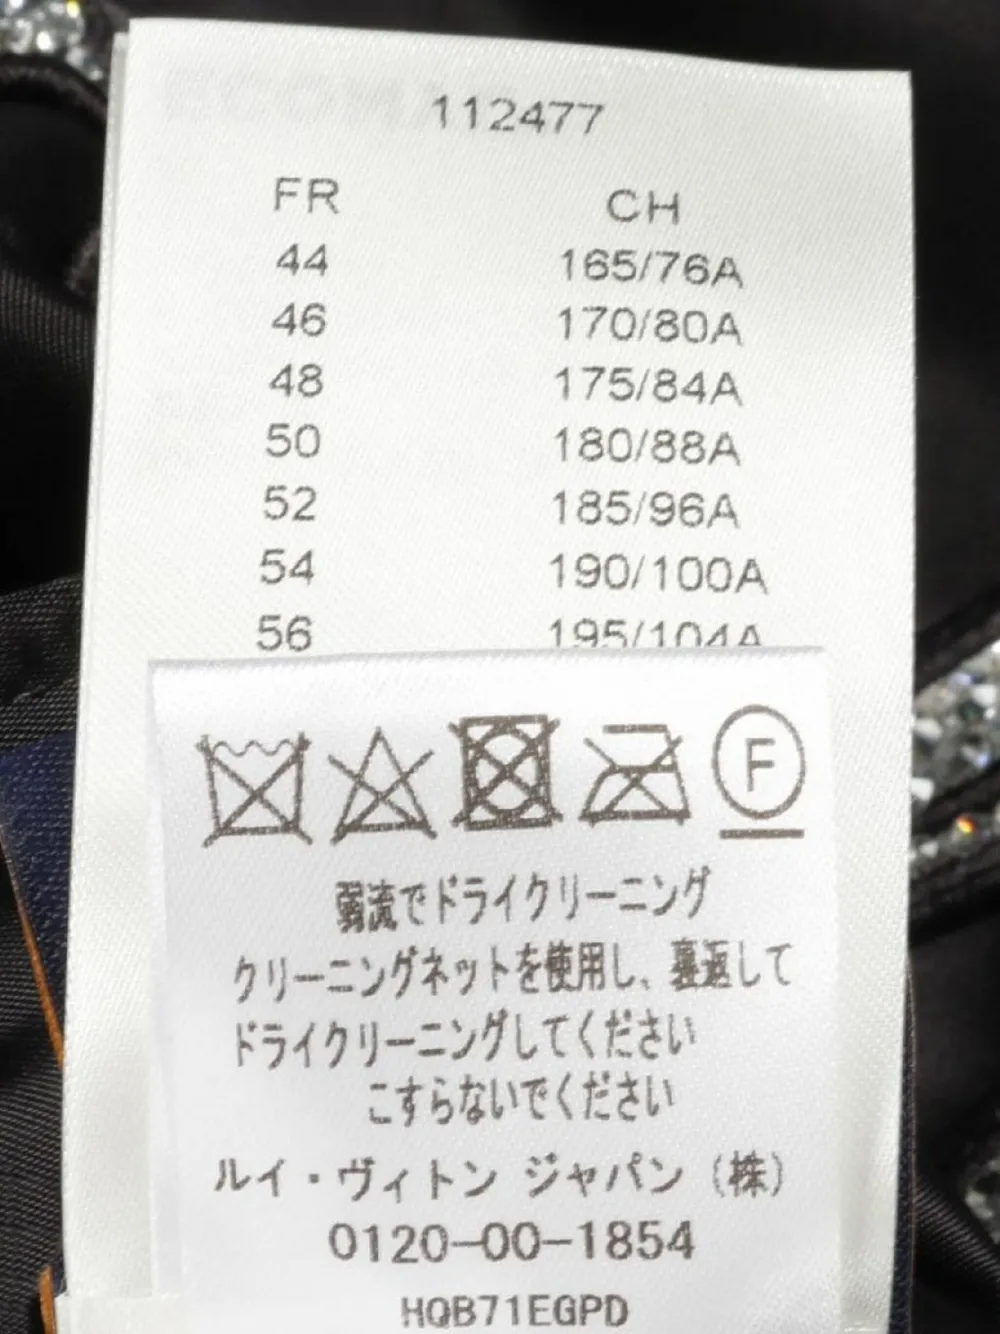 112477
FR CH
44 165/76A
46 170/80A
48 175/84A
50 180/88A
52 185/96A
54 190/100A
56 195/104A
F
弱流でドライクリーニング
クリーニングネットを使用し、裏返して
ドライクリーニングしてください
こすらないでください
ルイ・ヴィトン ジャパン (株)
0120-00-1854
HQB71EGPD